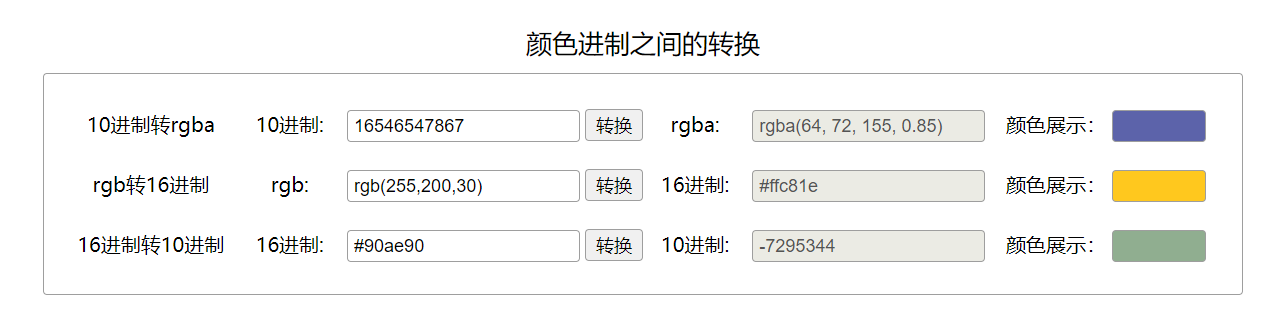 颜色进制之间的转换
10进制转rgba 10进制: 16546547867 转换 rgba: rgba(64, 72, 155, 0.85) 颜色展示：
rgb转16进制 rgb: rgb(255,200,30) 转换 16进制: #ffc81e 颜色展示：
16进制转10进制 16进制: #90ae90 转换 10进制: -7295344 颜色展示：